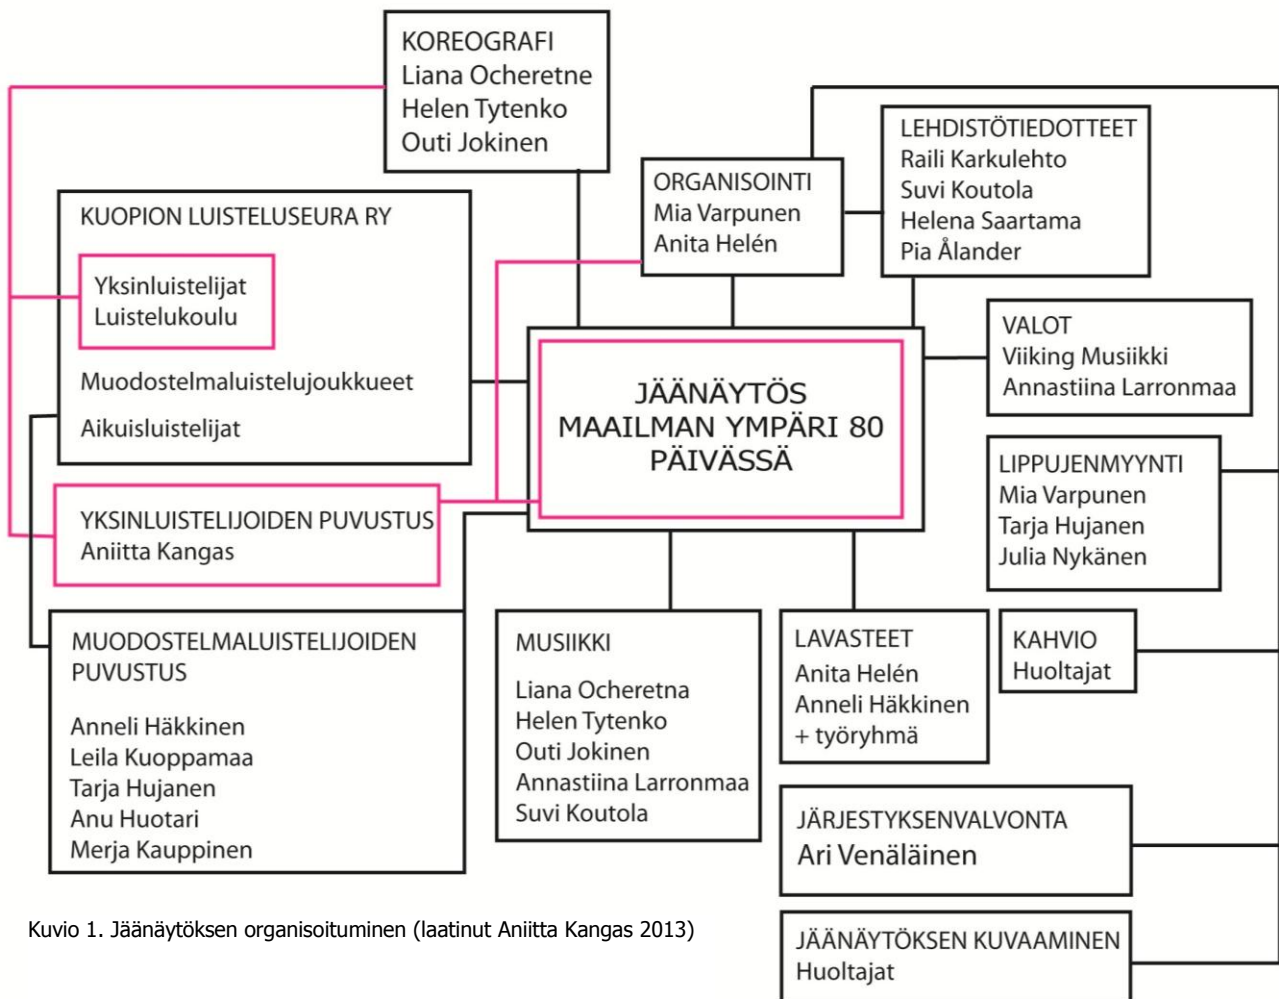 KOREOGRAFI
Liana Ocheretne
Helen Tytenko
Outi Jokinen
ORGANISOINTI
Mia Varpunen
Anita Helén
LEHDISTÖTIEDOTTEET
Raili Karkulehto
Suvi Koutola
Helena Saartama
Pia Ålander
KUOPION LUISTELUSEURA RY
Yksinluistelijat
Luistelukoulu
Muodostelmaluistelujoukkueet
Aikuisluistelijat
JÄÄNÄYTÖS
MAAILMAN YMPÄRI 80
PÄIVÄSSÄ
VALOT
Viiking Musiikki
Annastiina Larronmaa
LIPPUJENMYYNTI
Mia Varpunen
Tarja Hujanen
Julia Nykänen
YKSINLUISTELIJOIDEN PUVUSTUS
Aniitta Kangas
MUODOSTELMALUISTELIJOIDEN
PUVUSTUS
Anneli Häkkinen
Leila Kuoppamaa
Tarja Hujanen
Anu Huotari
Merja Kauppinen
MUSIIKKI
Liana Ocheretna
Helen Tytenko
Outi Jokinen
Annastiina Larronmaa
Suvi Koutola
LAVASTEET
Anita Helén
Anneli Häkkinen
+ työryhmä
KAHVIO
Huoltajat
JÄRJESTYKSENVALVONTA
Ari Venäläinen
JÄÄNÄYTÖKSEN KUVAAMINEN
Huoltajat
Kuvio 1. Jäänäytöksen organisoituminen (laatinut Aniitta Kangas 2013)